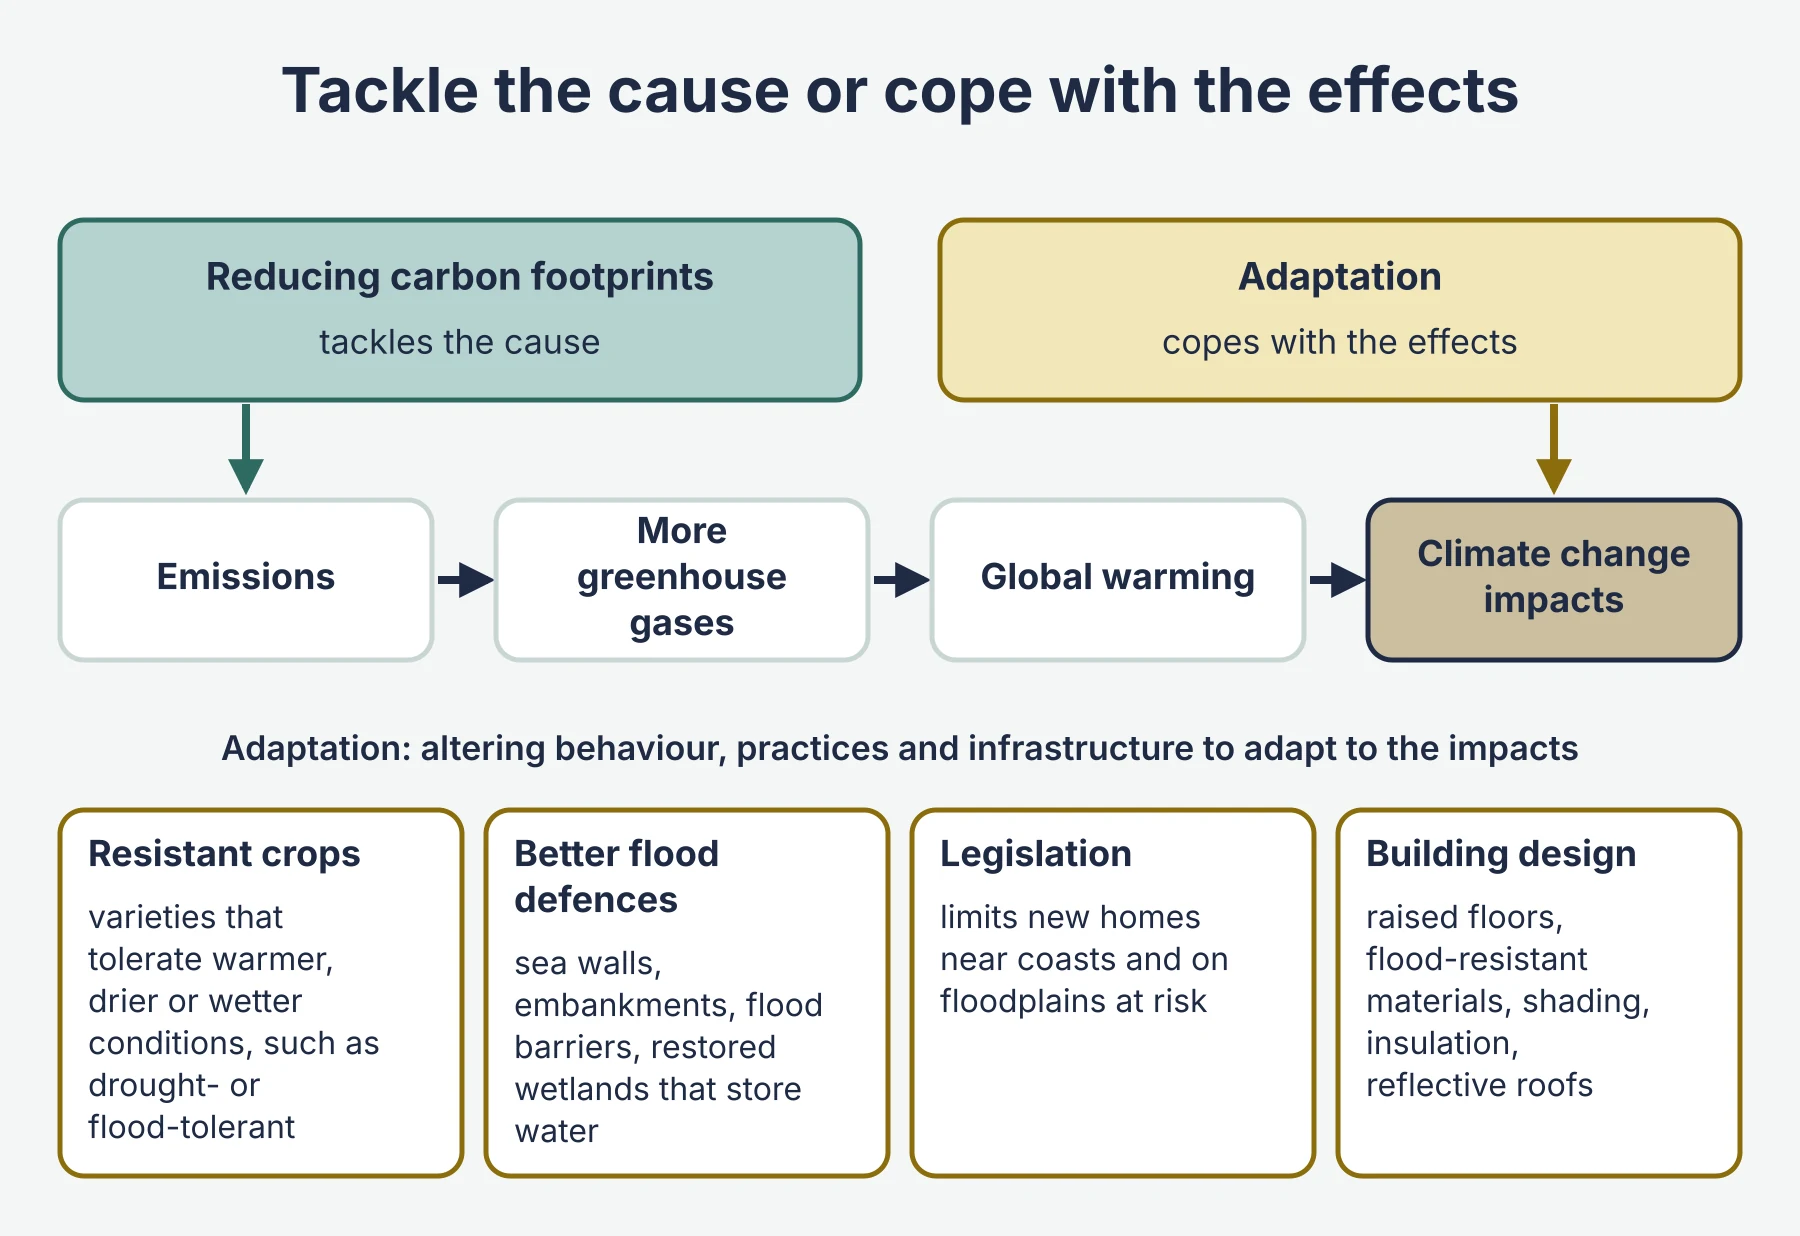 Tackle the cause or cope with the effects
Reducing carbon footprints
tackles the cause
Adaptation
copes with the effects
Emissions
More
greenhouse
gases
Global warming
Climate change
impacts
Adaptation: altering behaviour, practices and infrastructure to adapt to the impacts
Resistant crops
varieties that
tolerate warmer,
drier or wetter
conditions, such as
drought- or
flood-tolerant
Better flood
defences
sea walls,
embankments, flood
barriers, restored
wetlands that store
water
Legislation
limits new homes
near coasts and on
floodplains at risk
Building design
raised floors,
flood-resistant
materials, shading,
insulation,
reflective roofs